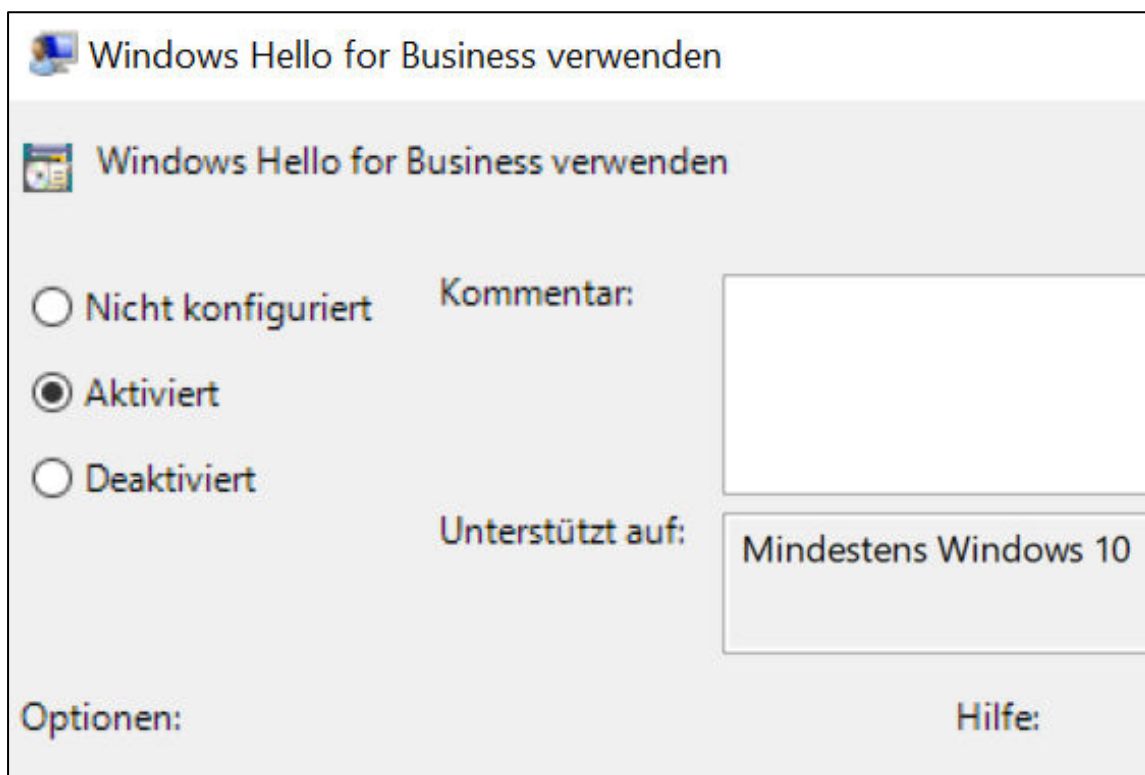 Windows Hello for Business verwenden
Windows Hello for Business verwenden
Nicht konfiguriert
Kommentar:
Aktiviert
Deaktiviert
Unterstützt auf:
Mindestens Windows 10
Optionen:
Hilfe: